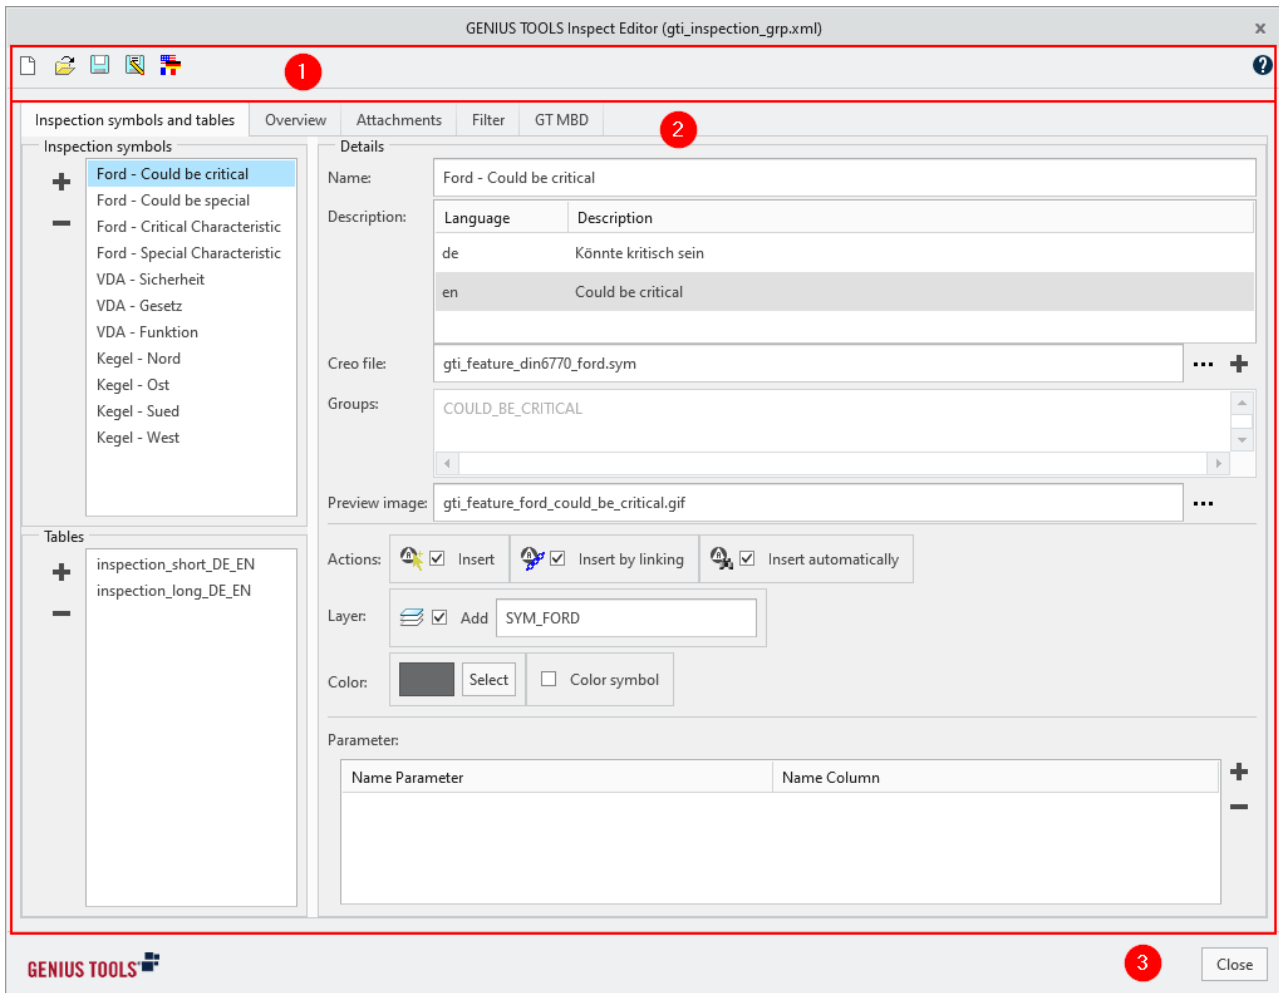 GENIUS TOOLS Inspect Editor (gti_inspection_grp.xml)
1
Inspection symbols and tables
Overview
Attachments
Filter
GT MBD
2
Inspection symbols
Ford - Could be critical
Ford - Could be special
Ford - Critical Characteristic
Ford - Special Characteristic
VDA - Sicherheit
VDA - Gesetz
VDA - Funktion
Kegel - Nord
Kegel - Ost
Kegel - Sued
Kegel - West
Tables
inspection_short_DE_EN
inspection_long_DE_EN
Details
Name: Ford - Could be critical
Description: Language Description
de Könnte kritisch sein
en Could be critical
Creo file: gti_feature_din6770_ford.sym
Groups: COULD_BE_CRITICAL
Preview image: gti_feature_ford_could_be_critical.gif
Actions: Insert Insert by linking Insert automatically
Layer: Add SYM_FORD
Color: Select Color symbol
Parameter:
Name Parameter Name Column
GENIUS TOOLS
3
Close